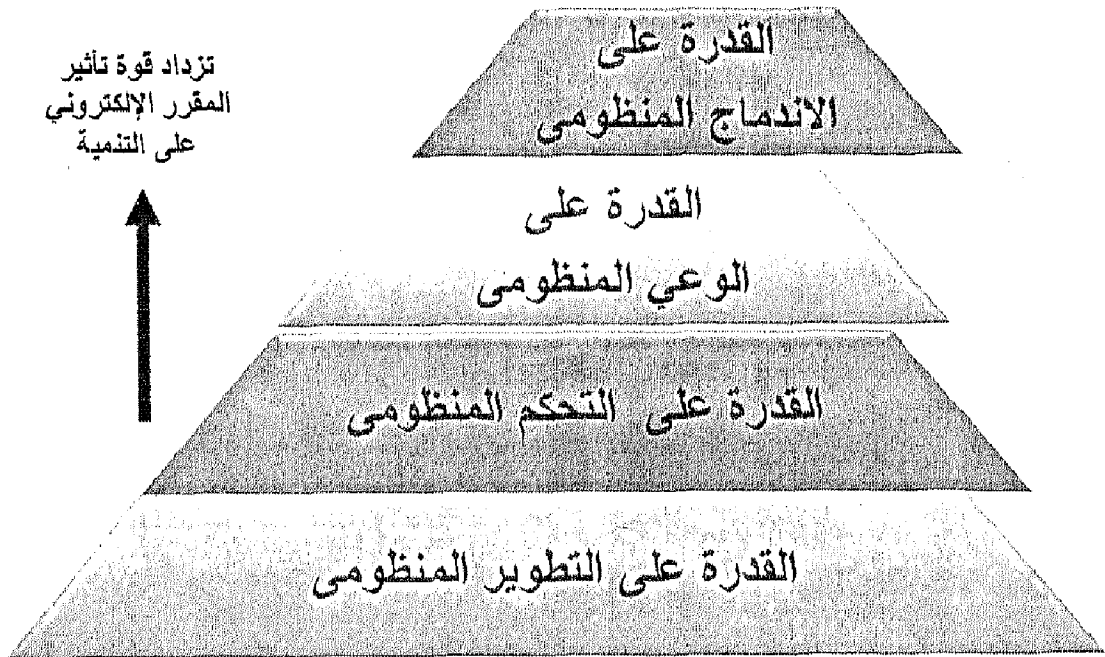 تزداد قوة تأثير
المقرر الإلكتروني
على التنمية
القدرة على
الاندماج المنظومى
القدرة على
الوعي المنظومى
القدرة على التحكم المنظومى
القدرة على التطوير المنظومى